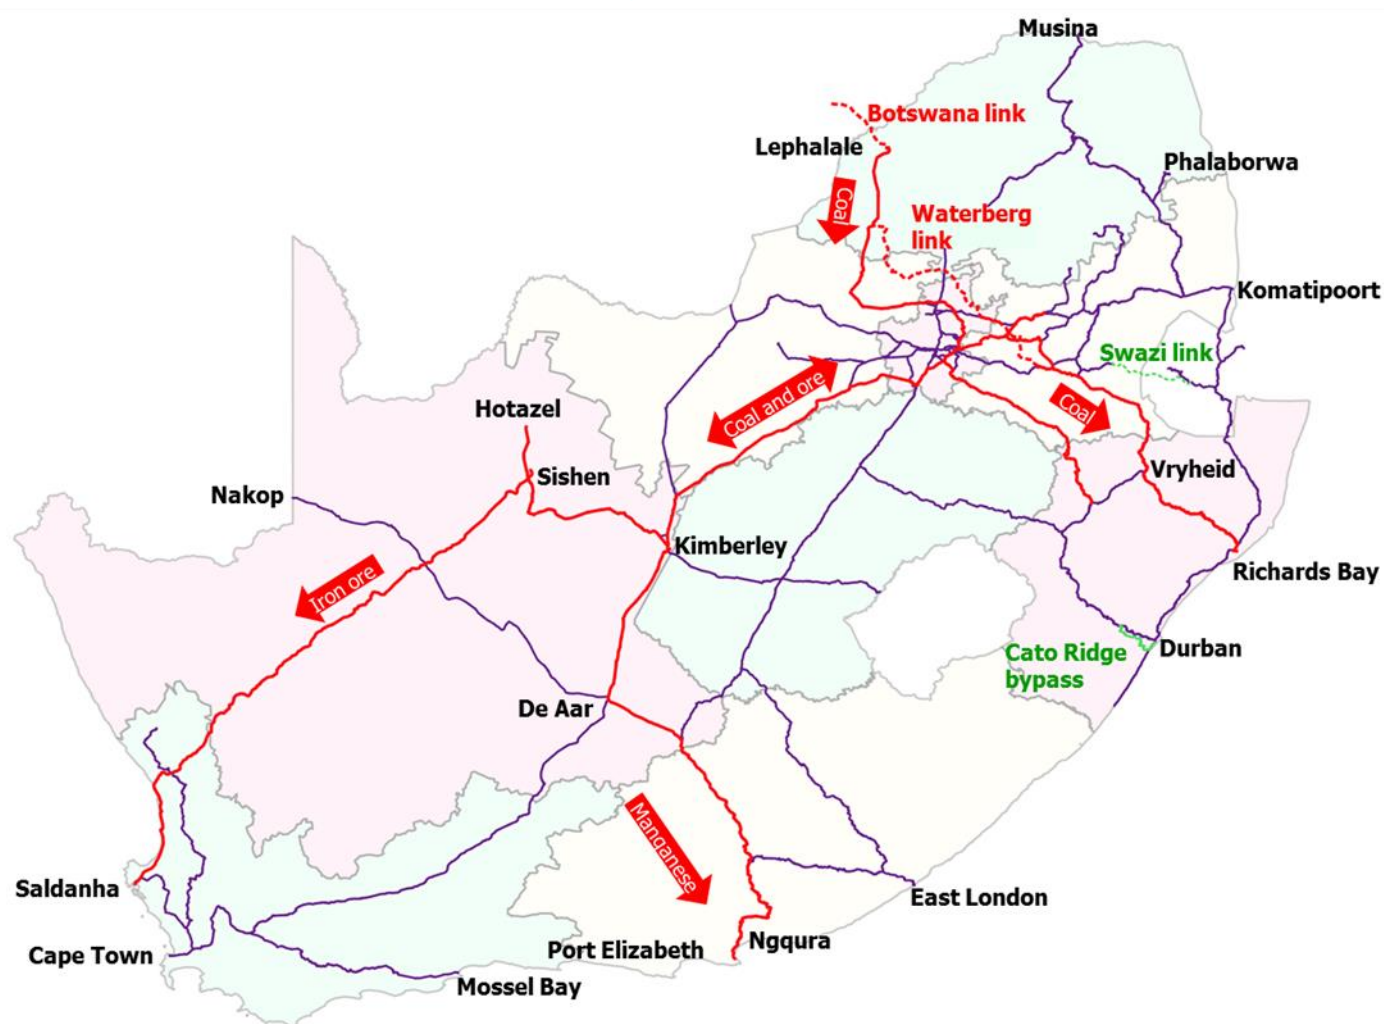 Musina
Botswana link
Lephalale
Phalaborwa
Coal
Waterberg
link
Komatipoort
Swazi link
Coal and ore
Coal
Hotazel
Sishen
Vryheid
Nakop
Kimberley
Richards Bay
Iron ore
Cato Ridge
bypass
Durban
De Aar
Manganese
Saldanha
East London
Cape Town
Port Elizabeth
Ngqura
Mossel Bay